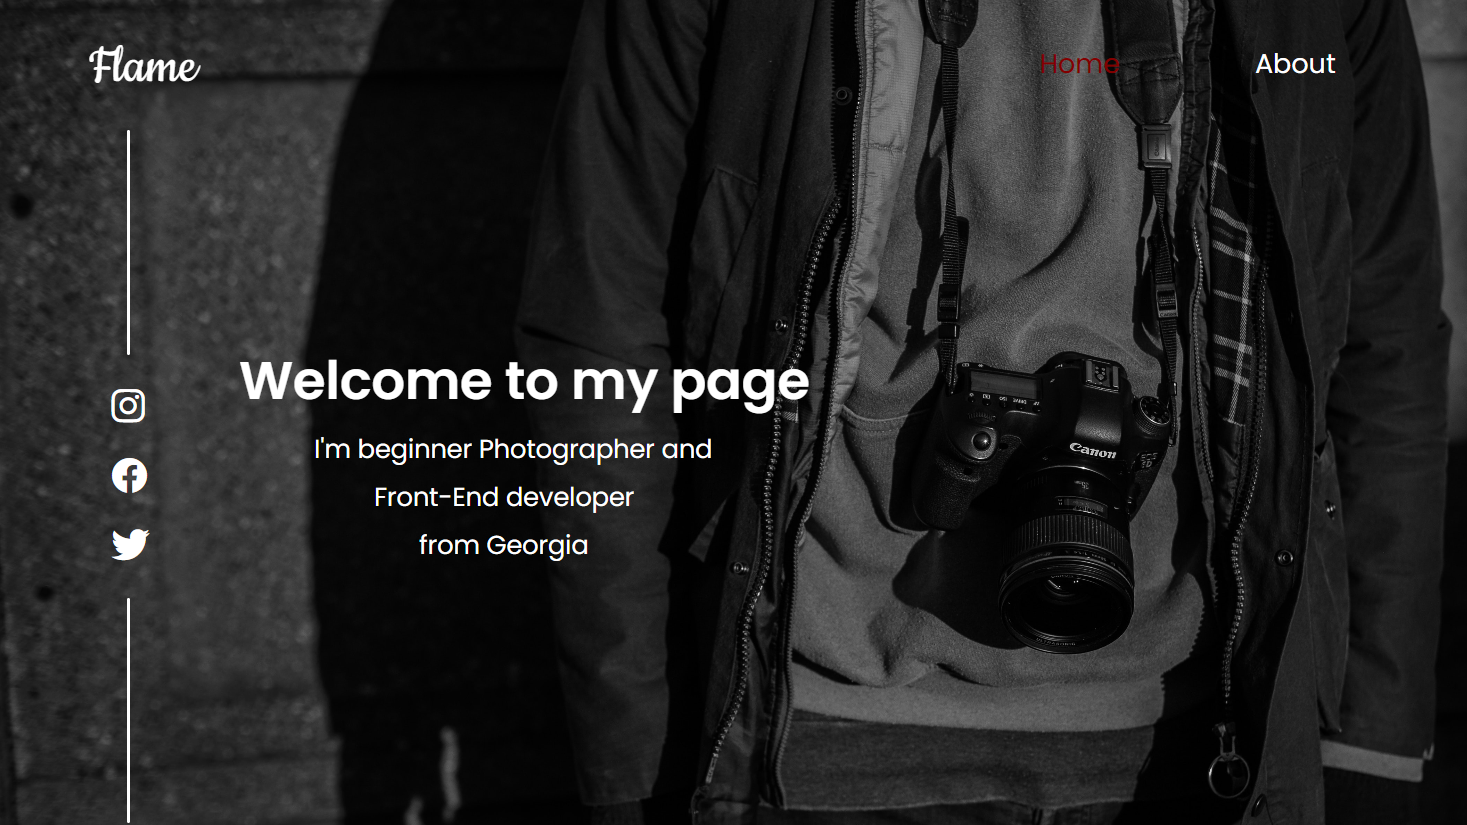 Flame
Home
About
Welcome to my page
I'm beginner Photographer and
Front-End developer
from Georgia
Canon